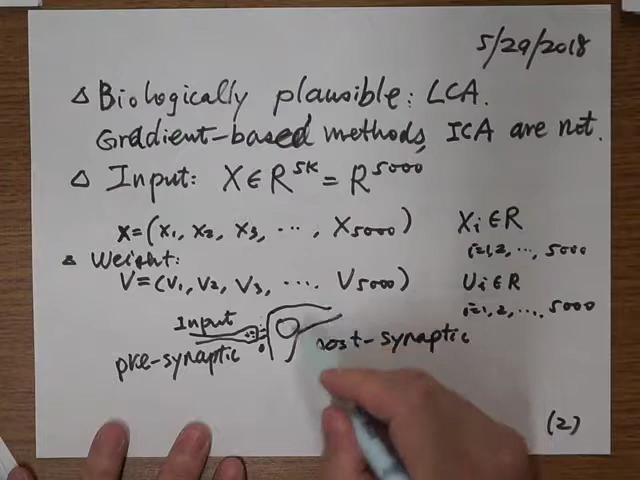 5/29/2018
△ Biologically plausible: LCA.
Gradient-based methods, ICA are not.
△ Input: X∈R^5K = R^5000
x=(x1, x2, x3, ..., x5000) xi∈R
i=1,2, ..., 5000
△ Weight:
V=(v1, v2, v3, .... v5000) vi∈R
i=1, 2, ..., 5000
Input
post-synaptic
pre-synaptic
(2)